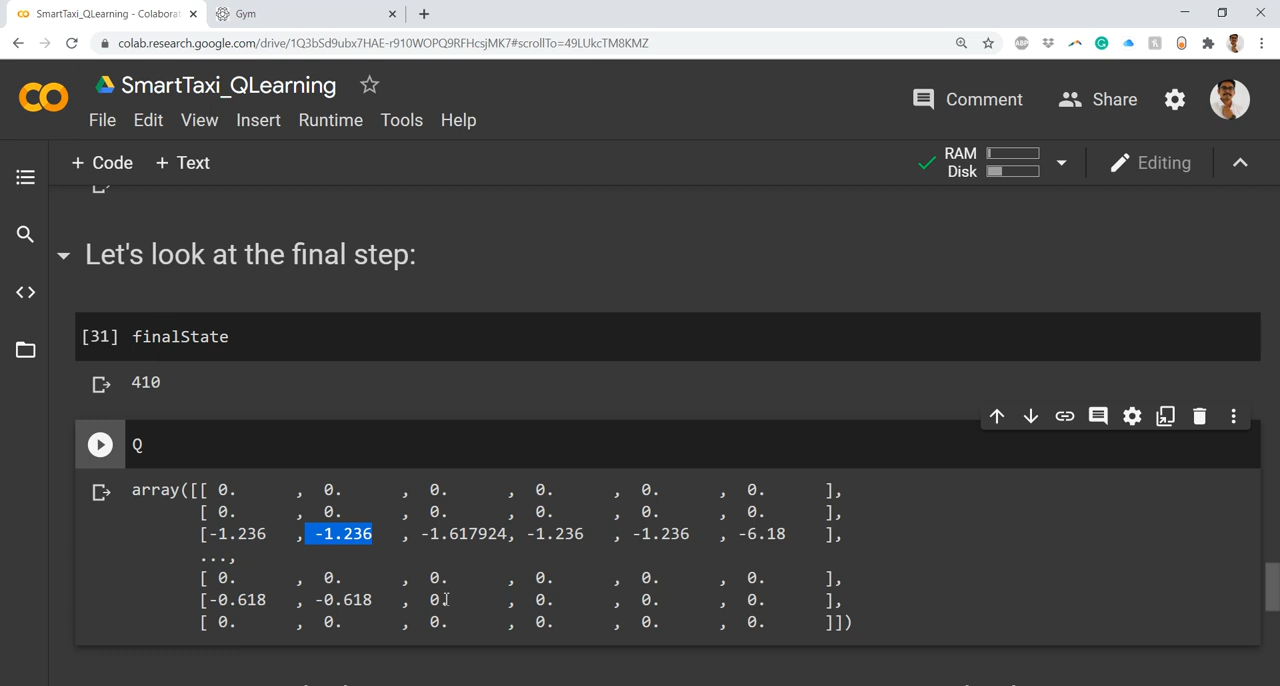 SmartTaxi_QLearning - Colaborat
Gym
colab.research.google.com/drive/1Q3bSd9ubx7HAE-r910WOPQ9RFHcsjMK7#scrollTo=49LUkcTM8KMZ
SmartTaxi_QLearning
Comment
Share
File Edit View Insert Runtime Tools Help
+ Code + Text
RAM
Disk
Editing
Let's look at the final step:
[31] finalState
410
Q
array([[ 0. , 0. , 0. , 0. , 0. , 0. ],
[ 0. , 0. , 0. , 0. , 0. , 0. ],
[-1.236 , -1.236 , -1.617924, -1.236 , -1.236 , -6.18 ],
...,
[ 0. , 0. , 0. , 0. , 0. , 0. ],
[-0.618 , -0.618 , 0. , 0. , 0. , 0. ],
[ 0. , 0. , 0. , 0. , 0. , 0. ]])